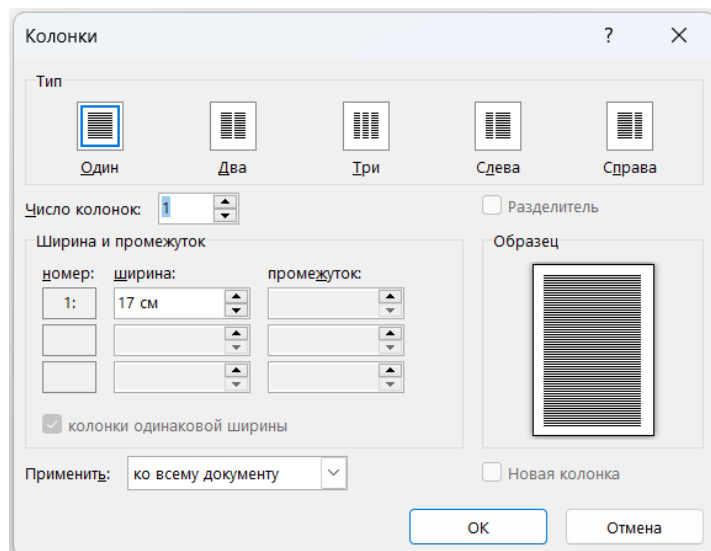 Колонки ?
Тип
Один Два Три Слева Справа
Число колонок: 1 Разделитель
Ширина и промежуток Образец
номер: ширина: промежуток:
1: 17 см
колонки одинаковой ширины
Применить: ко всему документу Новая колонка
ОК Отмена